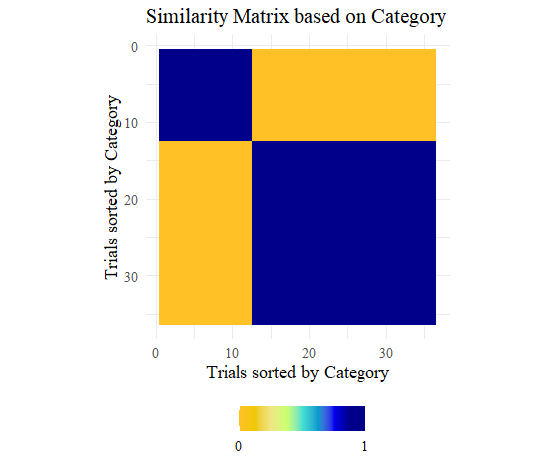 Similarity Matrix based on Category
0
10
20
30
Trials sorted by Category
0 10 20 30
Trials sorted by Category
0 1